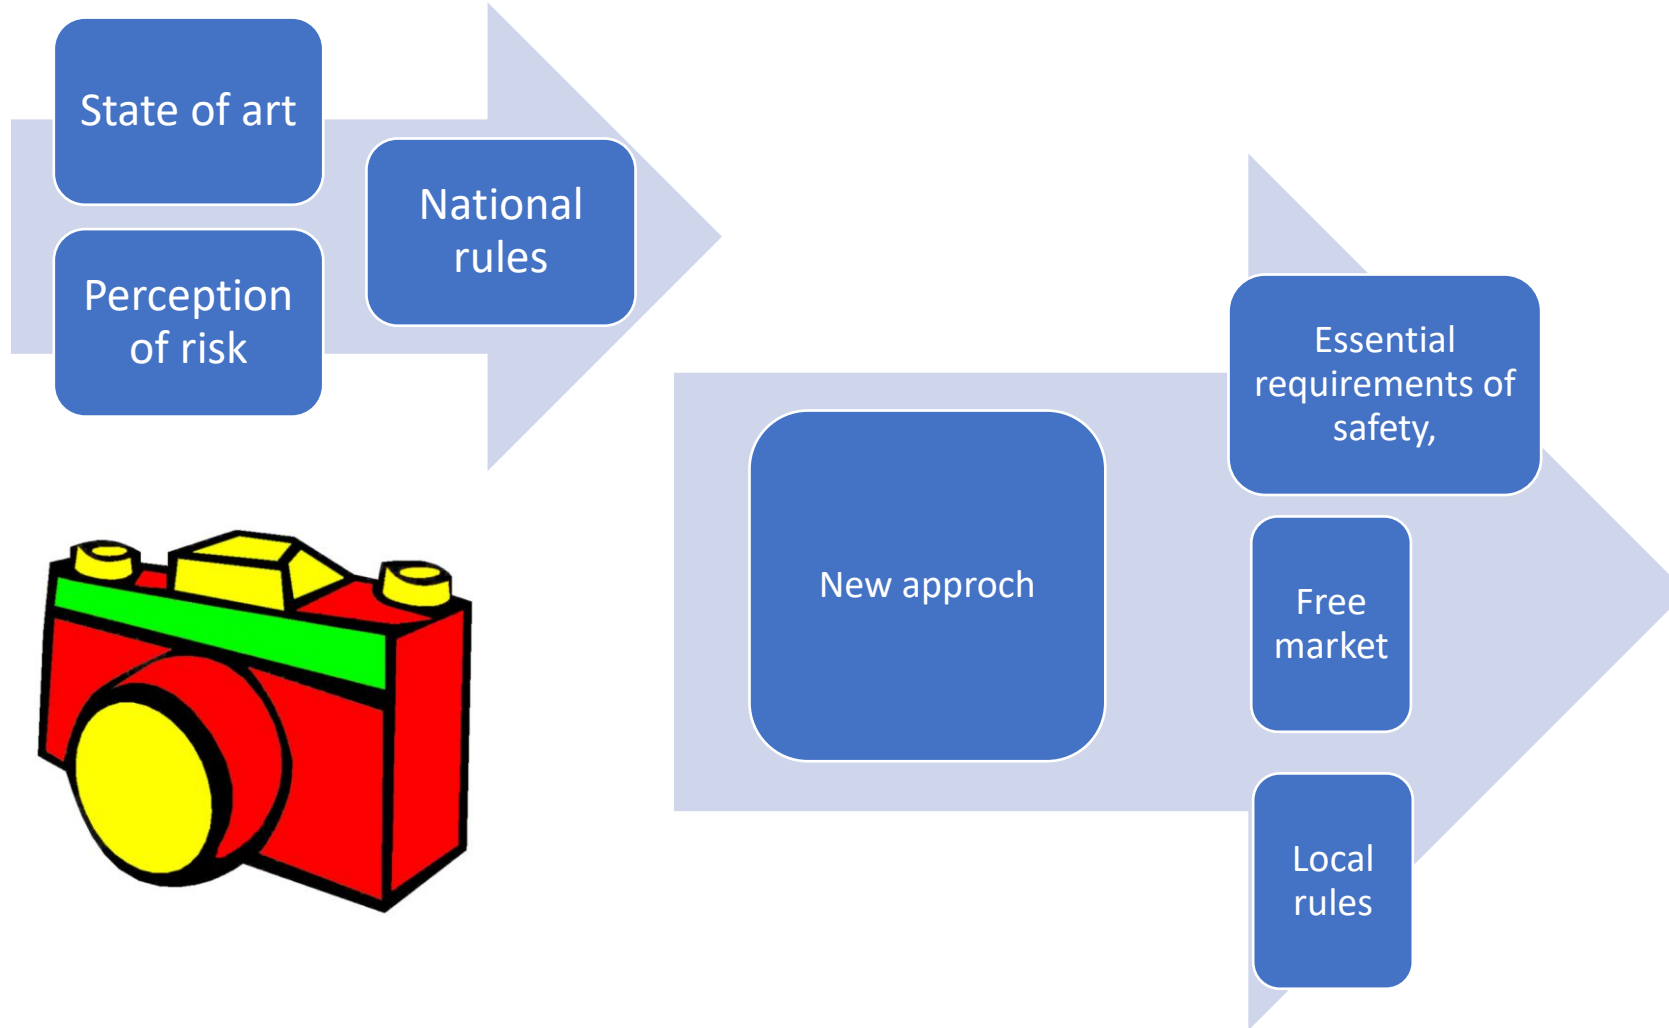 State of art
Perception
of risk
National
rules
New approch
Essential
requirements of
safety,
Free
market
Local
rules